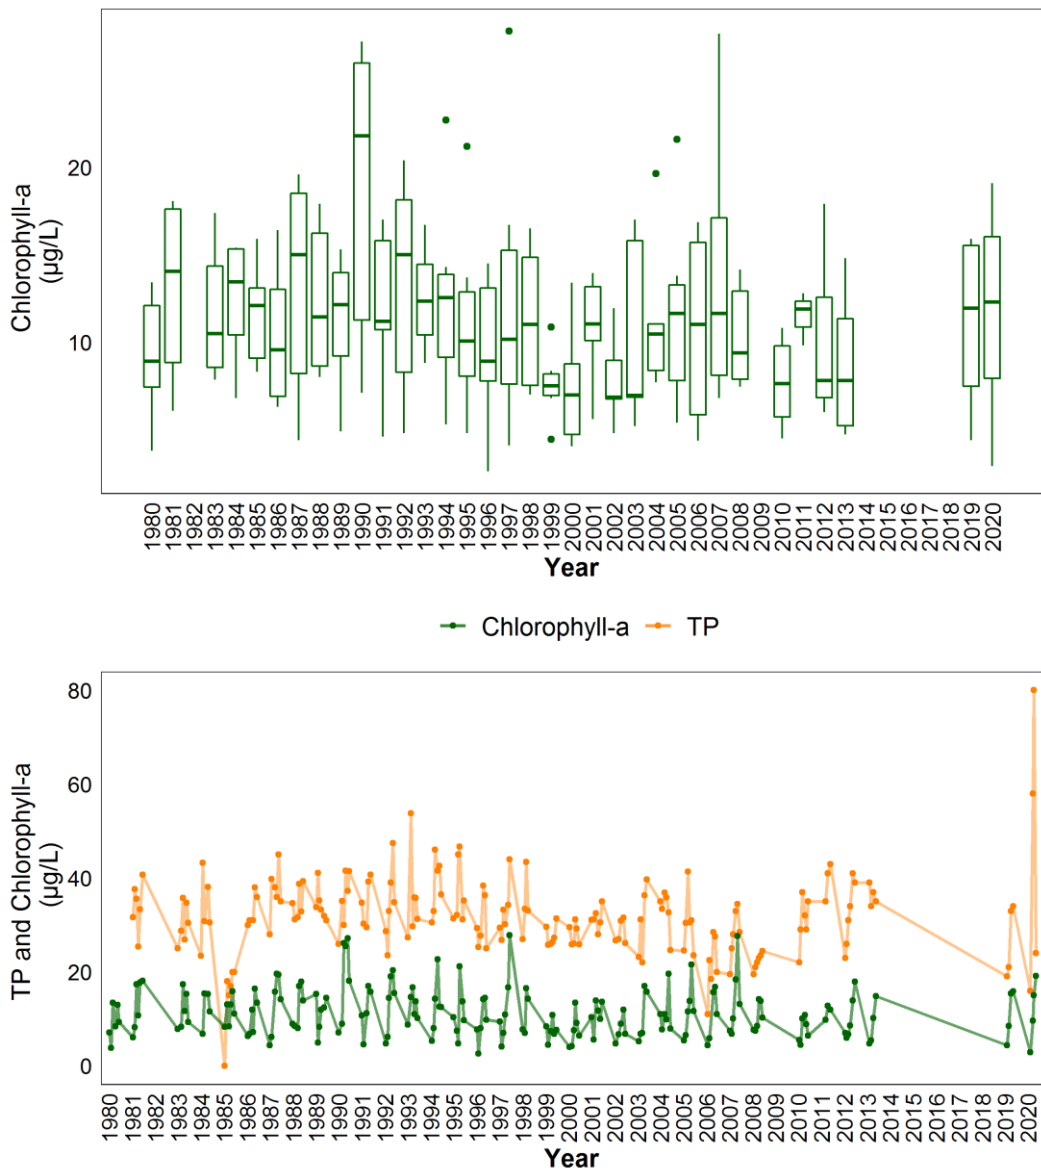 Chlorophyll-a
(µg/L)
20
10
1980 1981 1982 1983 1984 1985 1986 1987 1988 1989 1990 1991 1992 1993 1994 1995 1996 1997 1998 1999 2000 2001 2002 2003 2004 2005 2006 2007 2008 2009 2010 2011 2012 2013 2014 2015 2016 2017 2018 2019 2020
Year
Chlorophyll-a TP
TP and Chlorophyll-a
(µg/L)
80
60
40
20
0
1980 1981 1982 1983 1984 1985 1986 1987 1988 1989 1990 1991 1992 1993 1994 1995 1996 1997 1998 1999 2000 2001 2002 2003 2004 2005 2006 2007 2008 2009 2010 2011 2012 2013 2014 2015 2016 2017 2018 2019 2020
Year